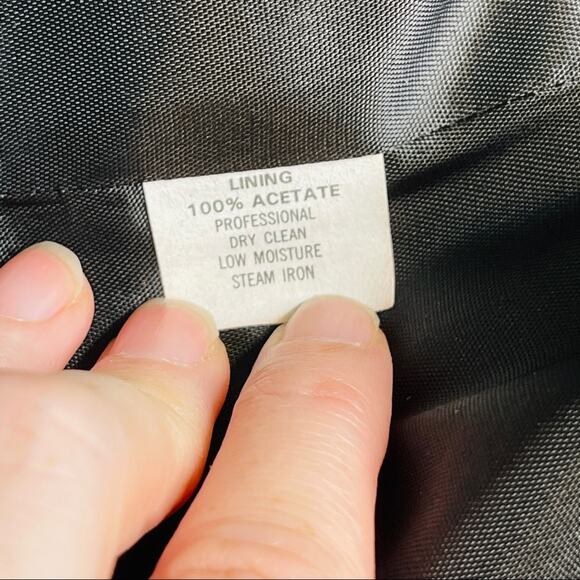 LINING
100% ACETATE
PROFESSIONAL
DRY CLEAN
LOW MOISTURE
STEAM IRON